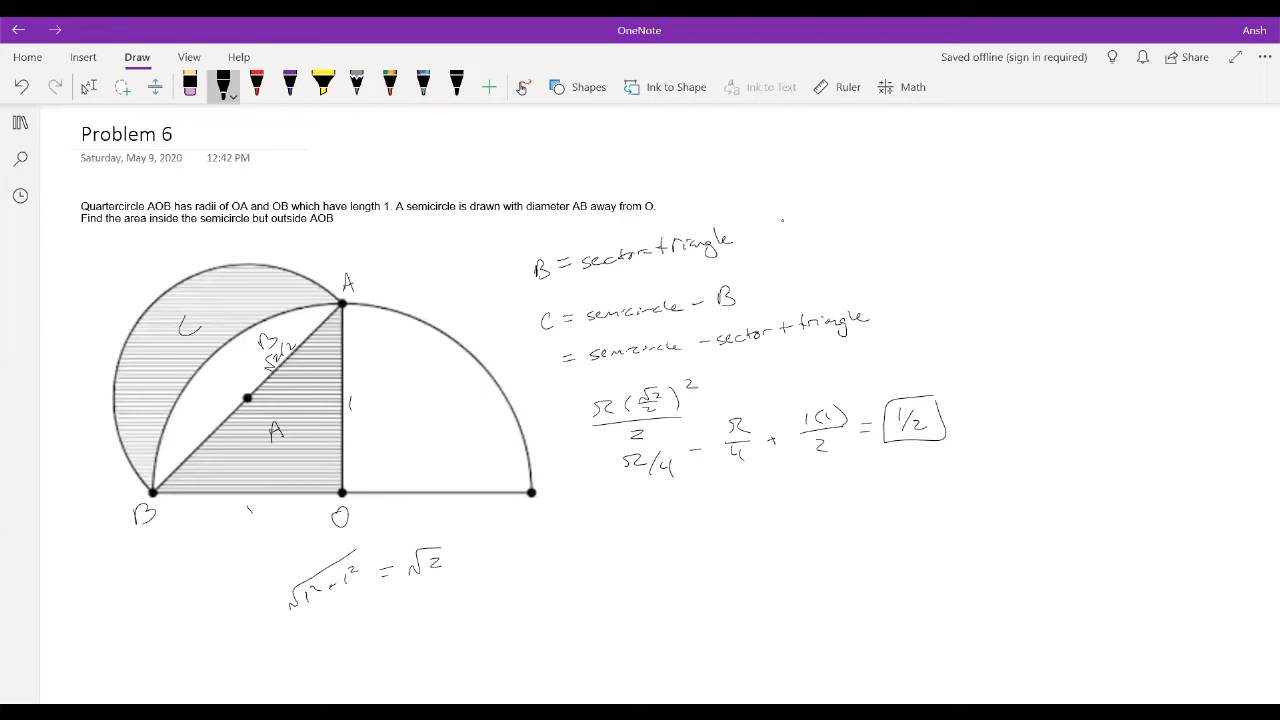 OneNote
Ansh
Home Insert Draw View Help
Saved offline (sign in required) Share
Shapes Ink to Shape Ink to Text Ruler Math
Problem 6
Saturday, May 9, 2020 12:42 PM
Quartercircle AOB has radii of OA and OB which have length 1. A semicircle is drawn with diameter AB away from O.
Find the area inside the semicircle but outside AOB
A
C
B
√2/2
1
A
B
1
O
√1²+1² = √2
B = sector - triangle
C = semicircle - B
= semicircle - sector + triangle
π(√2/2)²/2
π/4 - π/4 + 1(1)/2 = 1/2